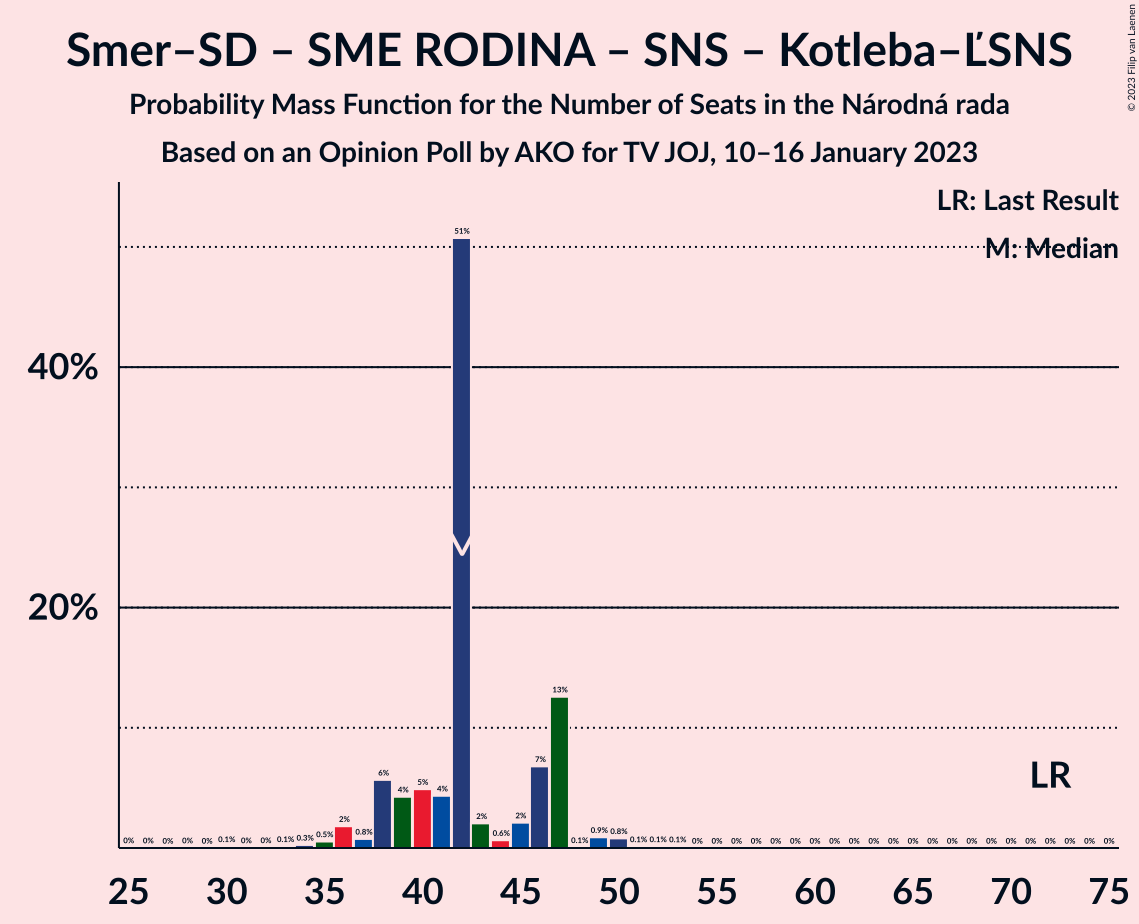 Smer–SD – SME RODINA – SNS – Kotleba–ĽSNS
Probability Mass Function for the Number of Seats in the Národná rada
Based on an Opinion Poll by AKO for TV JOJ, 10–16 January 2023
© 2023 Filip van Laenen
LR: Last Result
M: Median
40%
20%
0% 0% 0% 0% 0% 0.1% 0% 0% 0.1% 0.3% 0.5% 2% 0.8% 6% 4% 5% 4% 51% 2% 0.6% 2% 7% 13% 0.1% 0.9% 0.8% 0.1% 0.1% 0.1% 0% 0% 0% 0% 0% 0% 0% 0% 0% 0% 0% 0% 0% 0% 0% 0% 0% 0% 0% 0% 0% 0%
LR
25 30 35 40 45 50 55 60 65 70 75